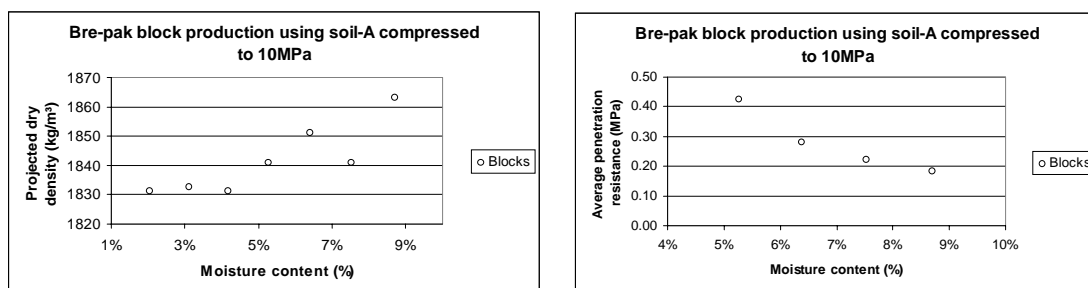 Bre-pak block production using soil-A compressed
to 10MPa
Projected dry
density (kg/m³)
1870
1860
1850
1840
1830
1820
1%
3%
5%
7%
9%
Moisture content (%)
Blocks
Bre-pak block production using soil-A compressed
to 10MPa
Average penetration
resistance (MPa)
0.50
0.40
0.30
0.20
0.10
0.00
4%
5%
6%
7%
8%
9%
10%
Moisture content (%)
Blocks